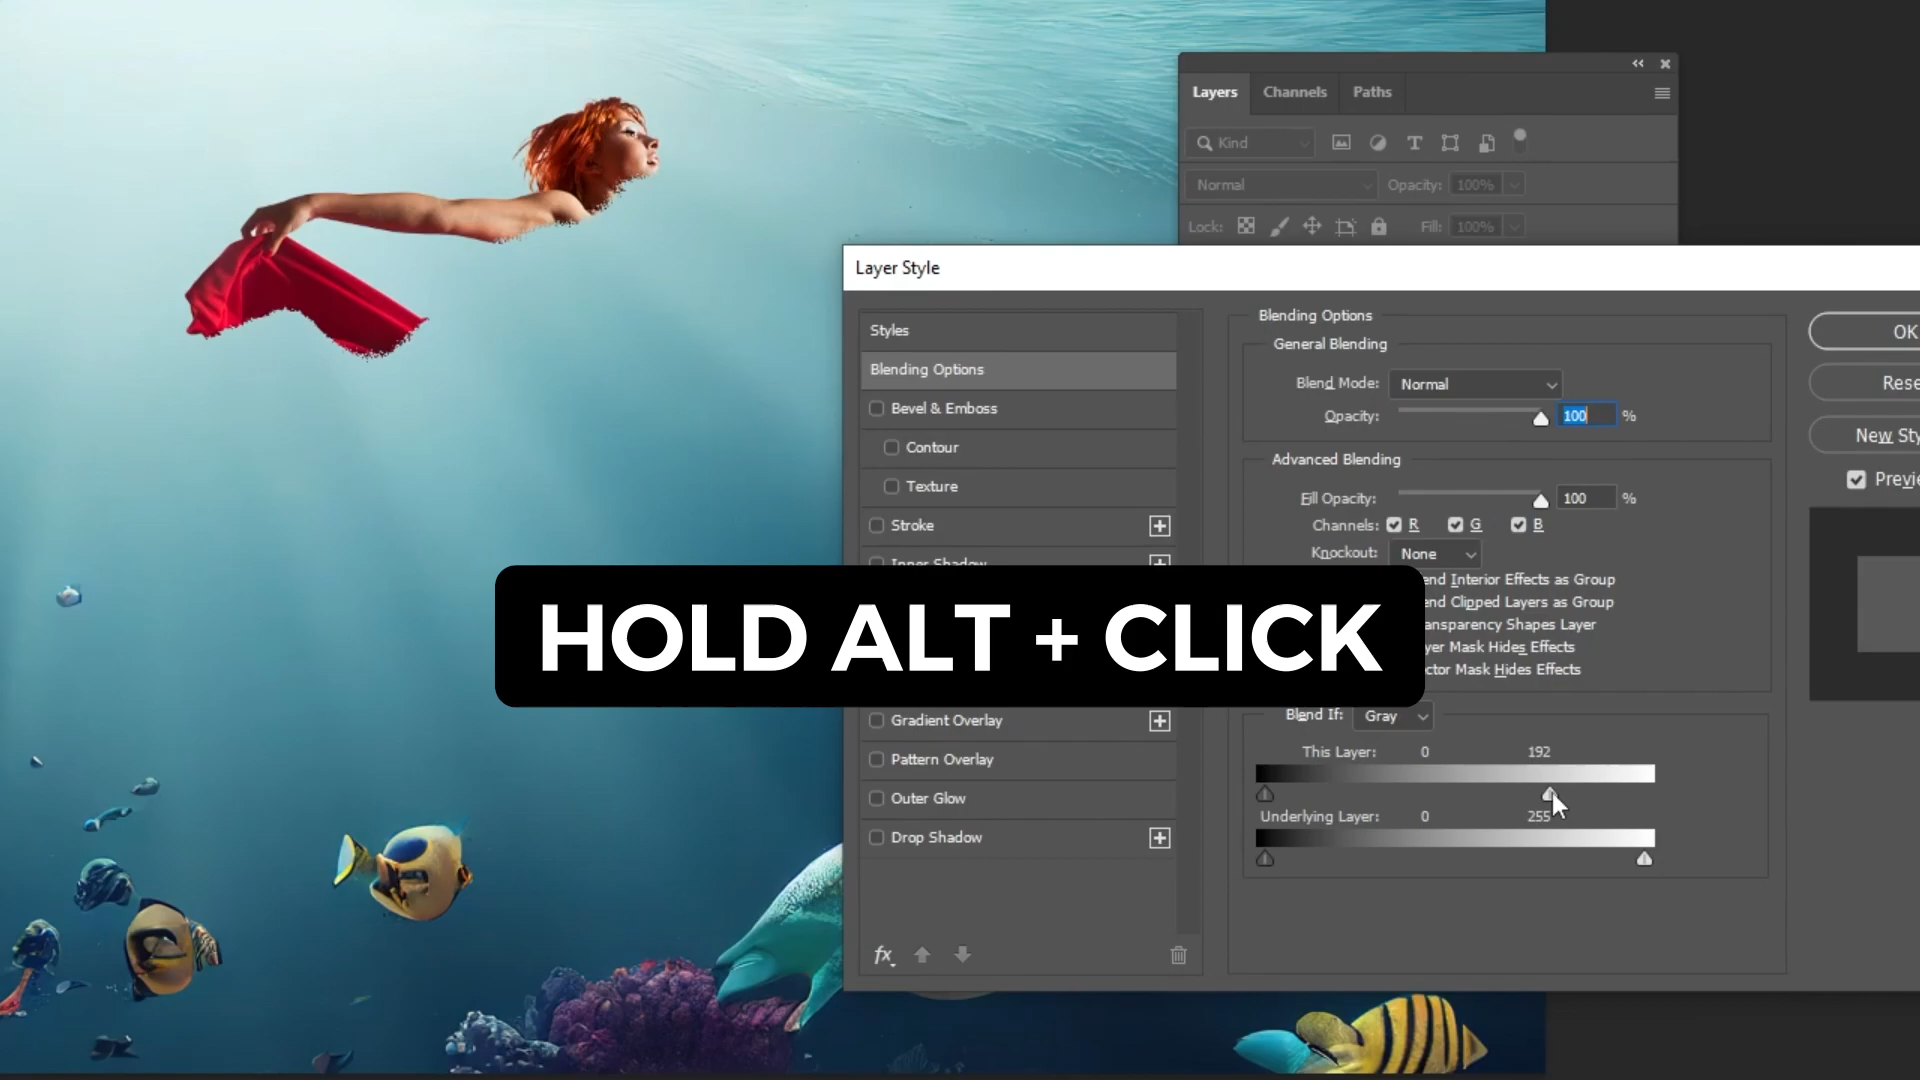 Layers Channels Paths
Kind
Normal Opacity: 100%
Lock: Fill: 100%
Layer Style
Styles
Blending Options
Bevel & Emboss
Contour
Texture
Stroke
Inner Shadow
Gradient Overlay
Pattern Overlay
Outer Glow
Drop Shadow
fx
Blending Options
General Blending
Blend Mode: Normal
Opacity: 100 %
Advanced Blending
Fill Opacity: 100 %
Channels: R G B
Knockout: None
end Interior Effects as Group
end Clipped Layers as Group
ansparency Shapes Layer
yer Mask Hides Effects
ctor Mask Hides Effects
HOLD ALT + CLICK
Blend If: Gray
This Layer: 0 192
Underlying Layer: 0 255
OK
Rese
New Sty
Previe